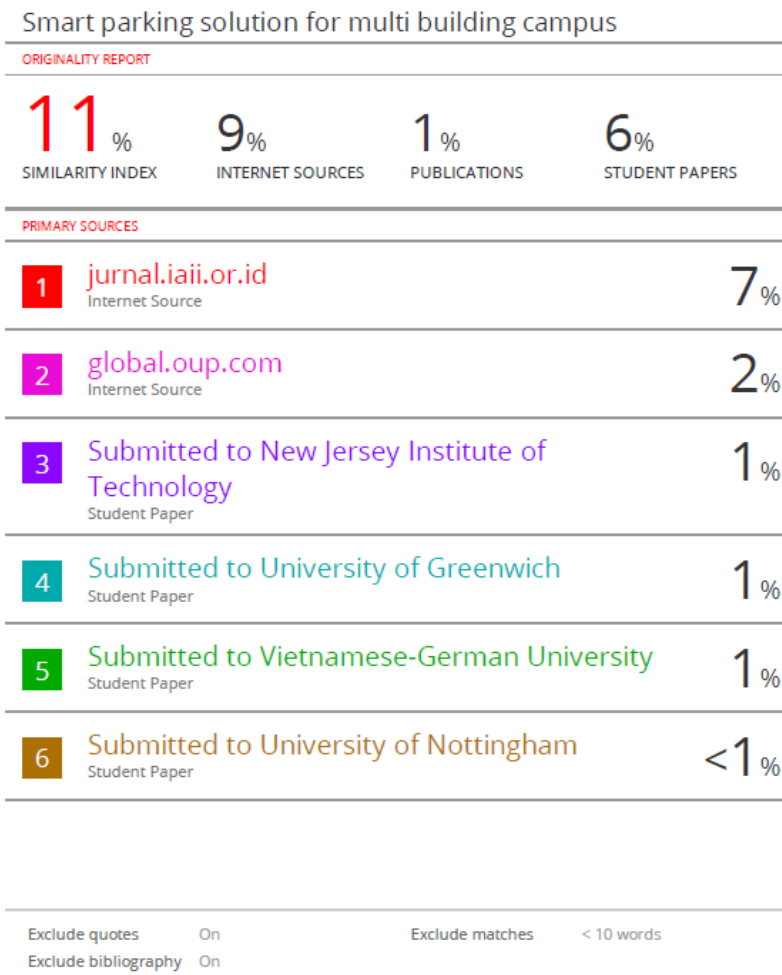 Smart parking solution for multi building campus
ORIGINALITY REPORT
11% 9% 1% 6%
SIMILARITY INDEX INTERNET SOURCES PUBLICATIONS STUDENT PAPERS
PRIMARY SOURCES
1 jurnal.iaii.or.id 7%
Internet Source
2 global.oup.com 2%
Internet Source
3 Submitted to New Jersey Institute of 1%
Technology
Student Paper
4 Submitted to University of Greenwich 1%
Student Paper
5 Submitted to Vietnamese-German University 1%
Student Paper
6 Submitted to University of Nottingham <1%
Student Paper
Exclude quotes On Exclude matches < 10 words
Exclude bibliography On